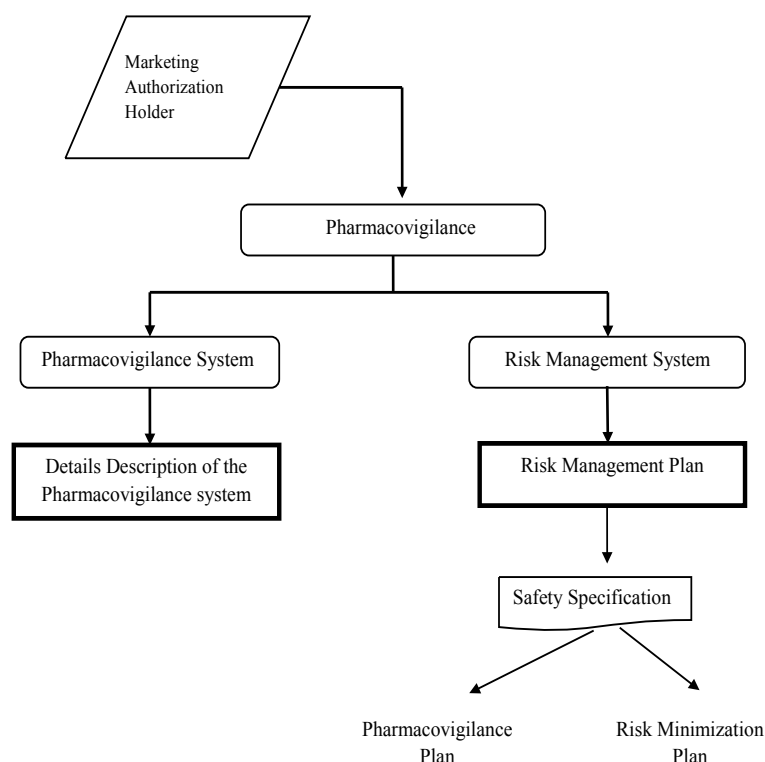 Marketing
Authorization
Holder
Pharmacovigilance
Pharmacovigilance System
Risk Management System
Details Description of the
Pharmacovigilance system
Risk Management Plan
Safety Specification
Pharmacovigilance
Plan
Risk Minimization
Plan